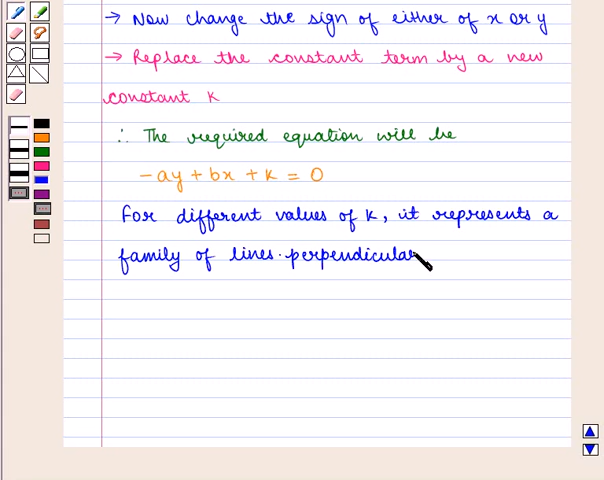 → Now change the sign of either of x or y
→ Replace the constant term by a new
constant k
∴ The required equation will be
-ay + bx + k = 0
For different values of k, it represents a
family of lines perpendicular